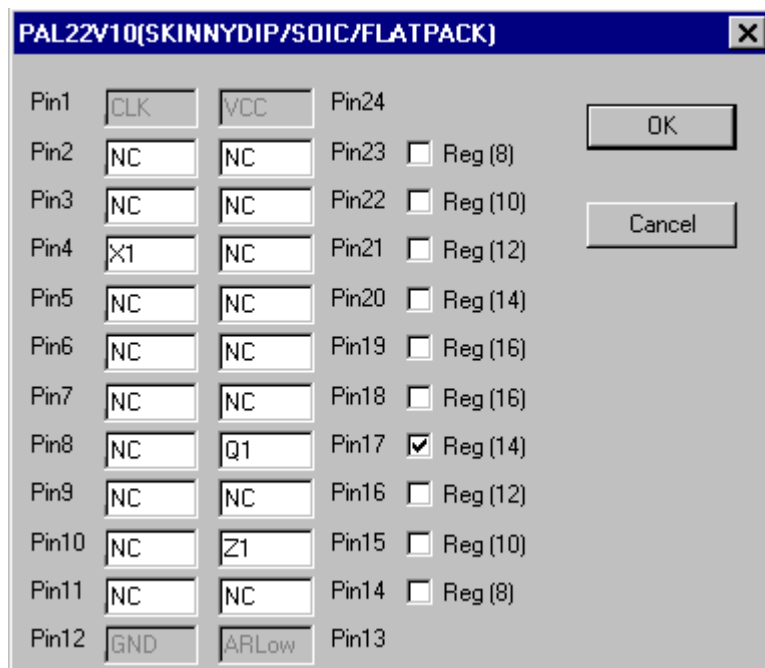 PAL22V10(SKINNYDIP/SOIC/FLATPACK)
Pin1 CLK VCC Pin24
OK
Pin2 NC NC Pin23 Reg (8)
Pin3 NC NC Pin22 Reg (10)
Cancel
Pin4 X1 NC Pin21 Reg (12)
Pin5 NC NC Pin20 Reg (14)
Pin6 NC NC Pin19 Reg (16)
Pin7 NC NC Pin18 Reg (16)
Pin8 NC Q1 Pin17 Reg (14)
Pin9 NC NC Pin16 Reg (12)
Pin10 NC Z1 Pin15 Reg (10)
Pin11 NC NC Pin14 Reg (8)
Pin12 GND ARLow Pin13